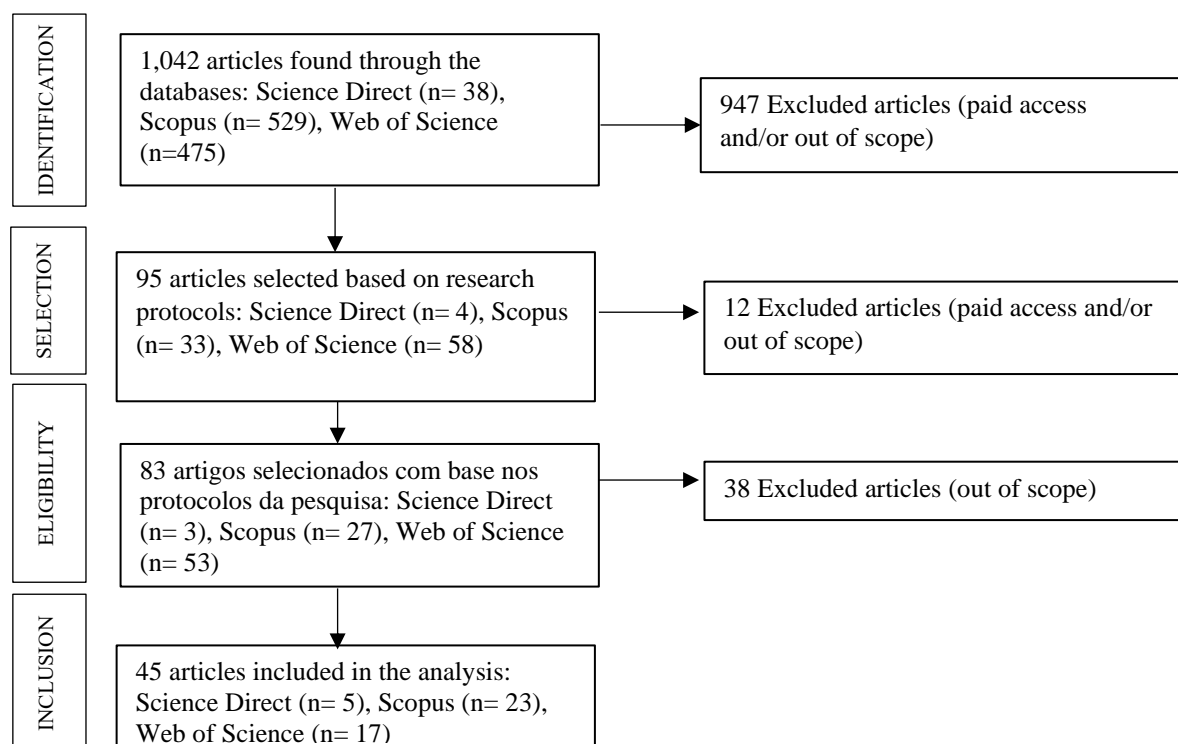 IDENTIFICATION
1,042 articles found through the
databases: Science Direct (n= 38),
Scopus (n= 529), Web of Science
(n=475)
947 Excluded articles (paid access
and/or out of scope)
SELECTION
95 articles selected based on research
protocols: Science Direct (n= 4), Scopus
(n= 33), Web of Science (n= 58)
12 Excluded articles (paid access and/or
out of scope)
ELIGIBILITY
83 artigos selecionados com base nos
protocolos da pesquisa: Science Direct
(n= 3), Scopus (n= 27), Web of Science
(n= 53)
38 Excluded articles (out of scope)
INCLUSION
45 articles included in the analysis:
Science Direct (n= 5), Scopus (n= 23),
Web of Science (n= 17)